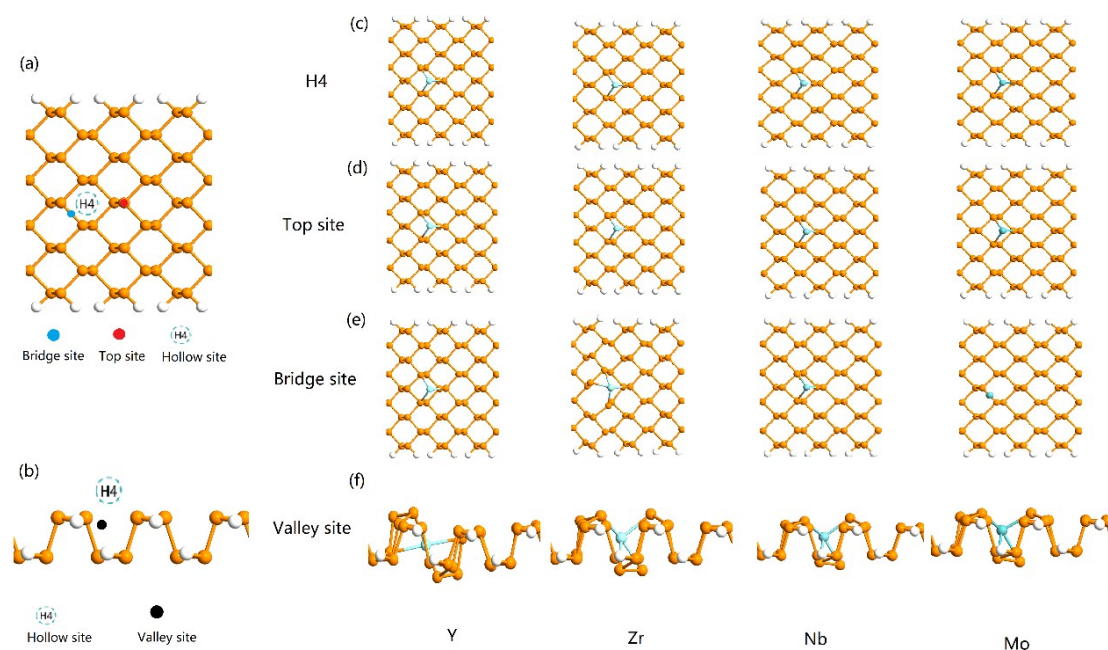 (a)
H4
Bridge site
Top site
H4
Hollow site
(b)
H4
H4
Hollow site
Valley site
(c)
H4
(d)
Top site
(e)
Bridge site
(f)
Valley site
Y
Zr
Nb
Mo